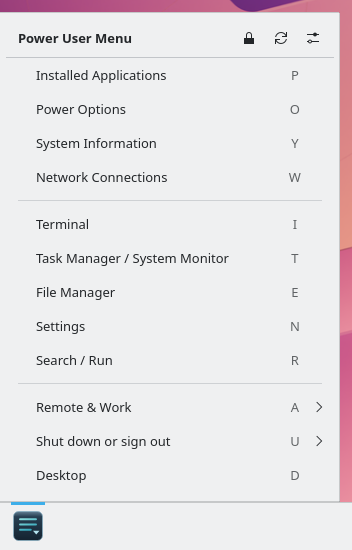 Power User Menu
Installed Applications P
Power Options O
System Information Y
Network Connections W
Terminal I
Task Manager / System Monitor T
File Manager E
Settings N
Search / Run R
Remote & Work A
Shut down or sign out U
Desktop D